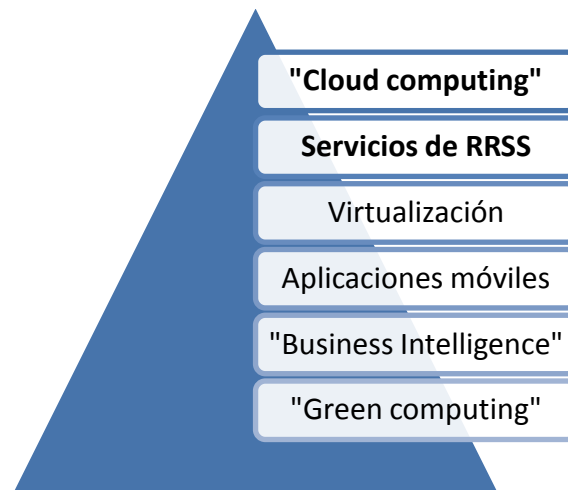 "Cloud computing"
Servicios de RRSS
Virtualización
Aplicaciones móviles
"Business Intelligence"
"Green computing"